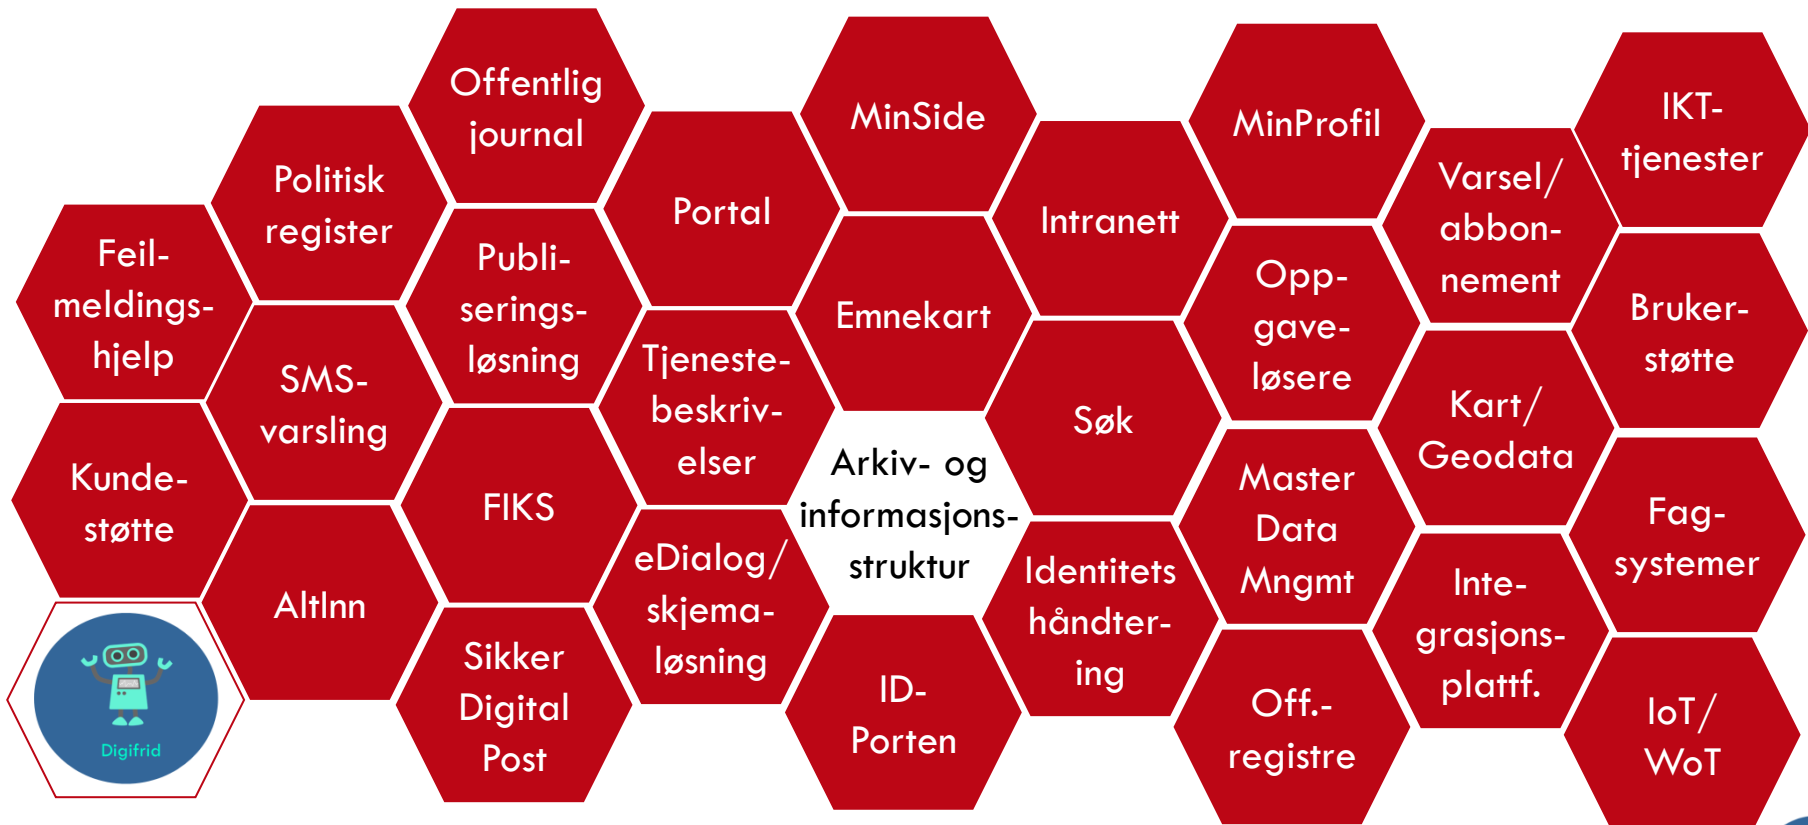 Feil-
meldings-
hjelp
Kunde-
støtte
Digifrid
Politisk
register
SMS-
varsling
AltInn
Offentlig
journal
Publi-
serings-
løsning
FIKS
Sikker
Digital
Post
Portal
Tjeneste-
beskriv-
elser
eDialog/
skjema-
løsning
MinSide
Emnekart
Arkiv- og
informasjons-
struktur
ID-
Porten
Intranett
Søk
Identitets
håndter-
ing
MinProfil
Opp-
gave-
løsere
Master
Data
Mngmt
Off.-
registre
Varsel/
abbon-
nement
Kart/
Geodata
Inte-
grasjons-
plattf.
IKT-
tjenester
Bruker-
støtte
Fag-
systemer
IoT/
WoT